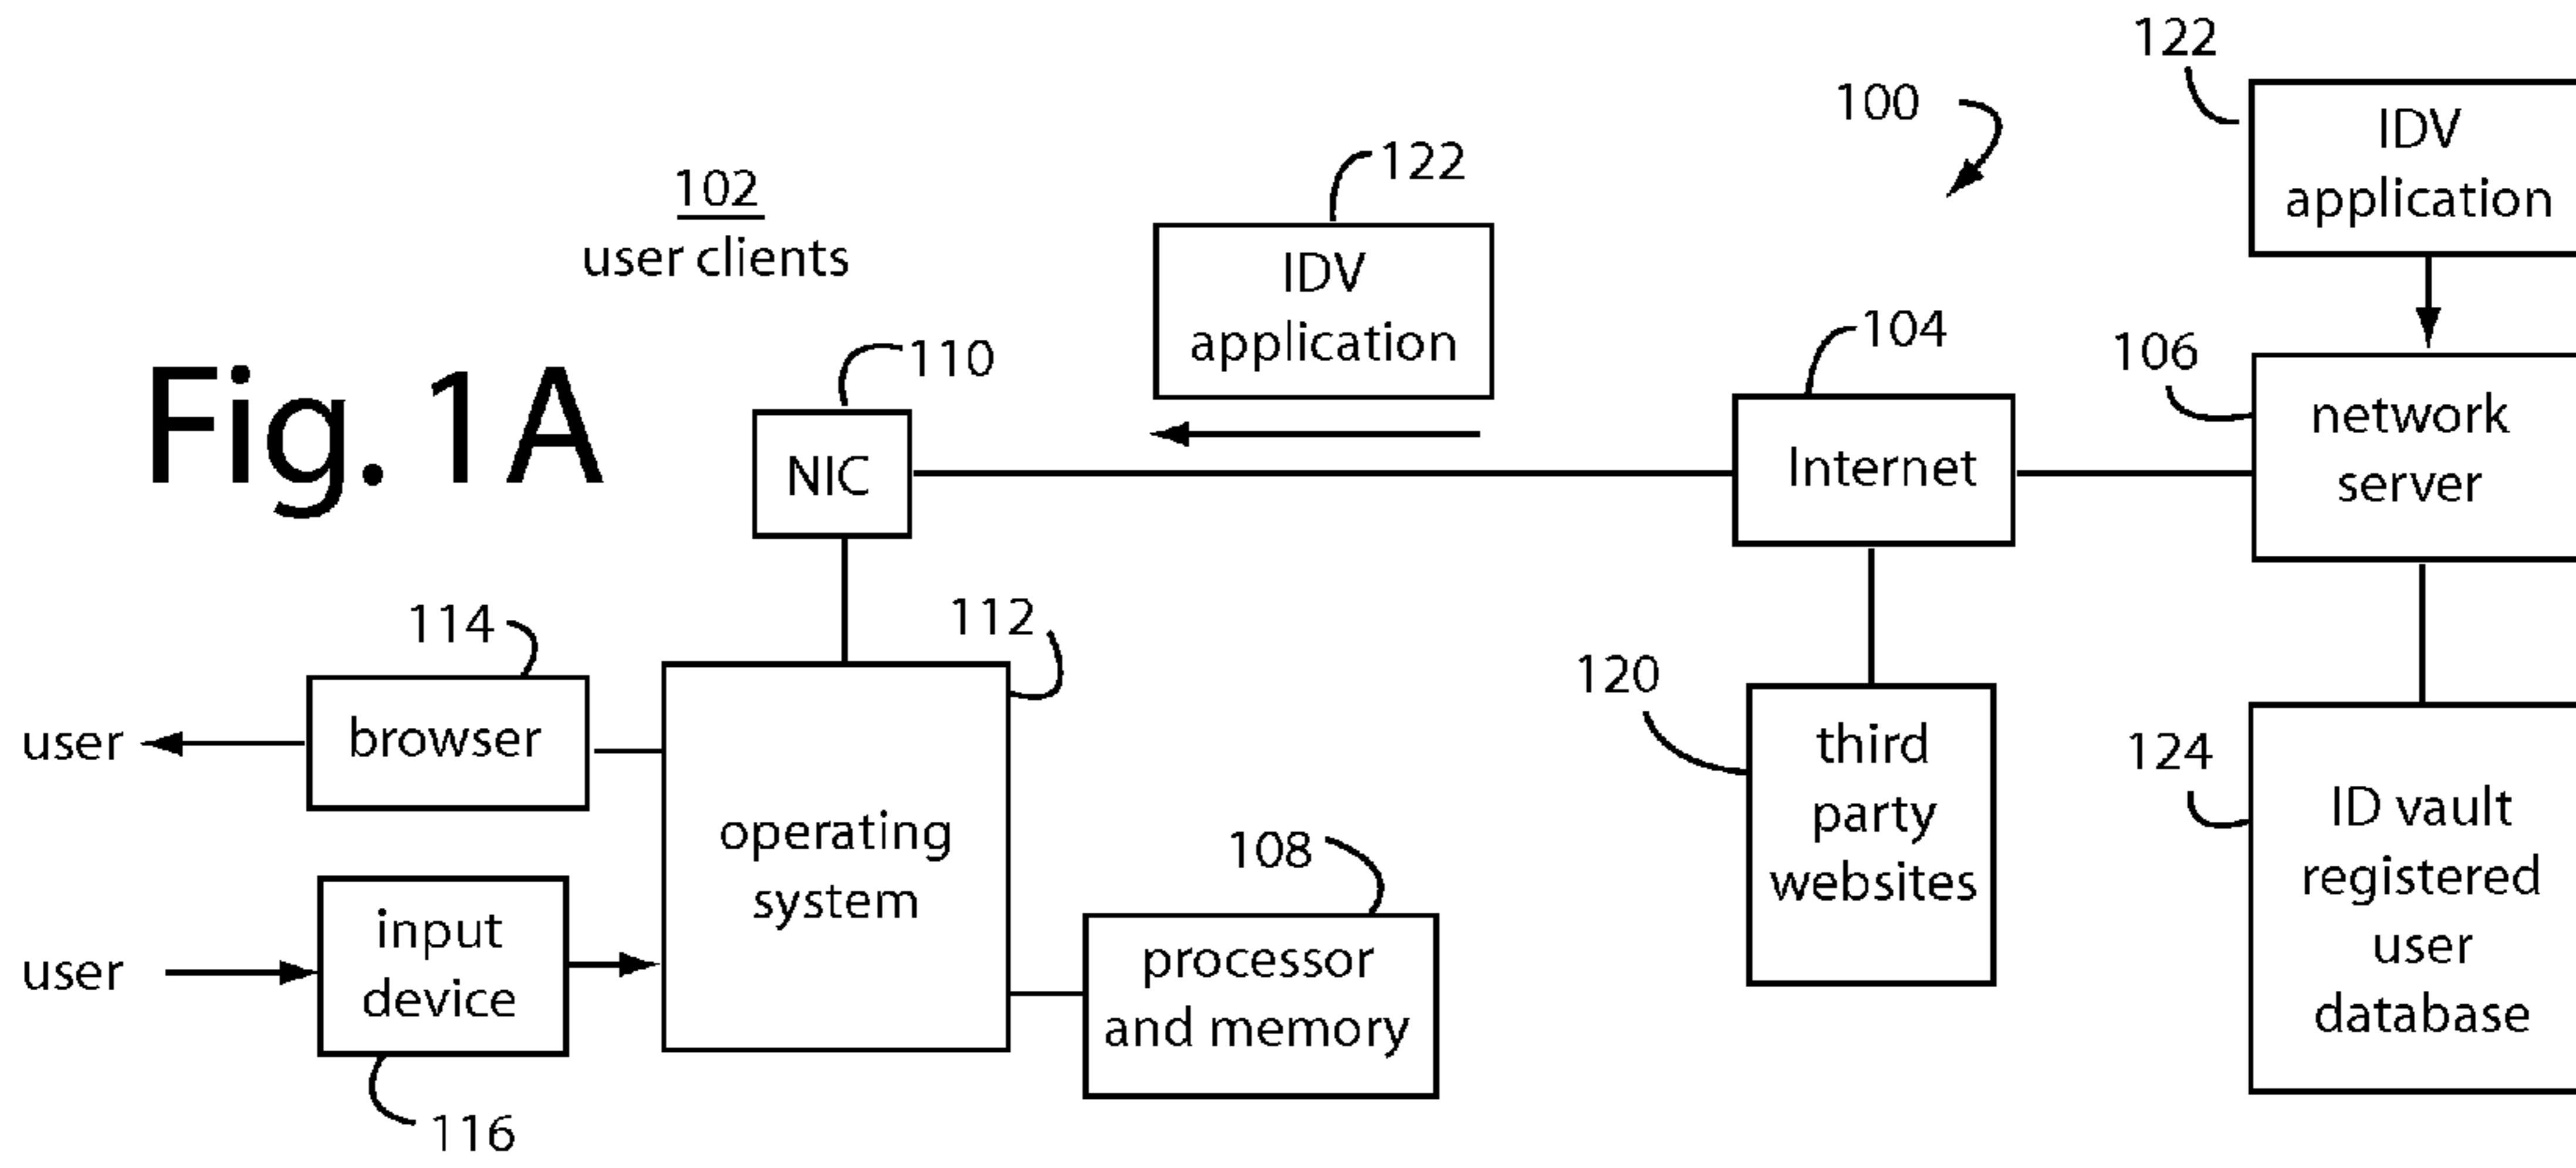 122
100
IDV
application
122
102
user clients
IDV
application
104
106
110
Fig. 1A
network
server
Internet
NIC
114
112
120
browser
user
third
party
websites
124
ID vault
registered
user
database
operating
system
108
input
device
user
processor
and memory
116